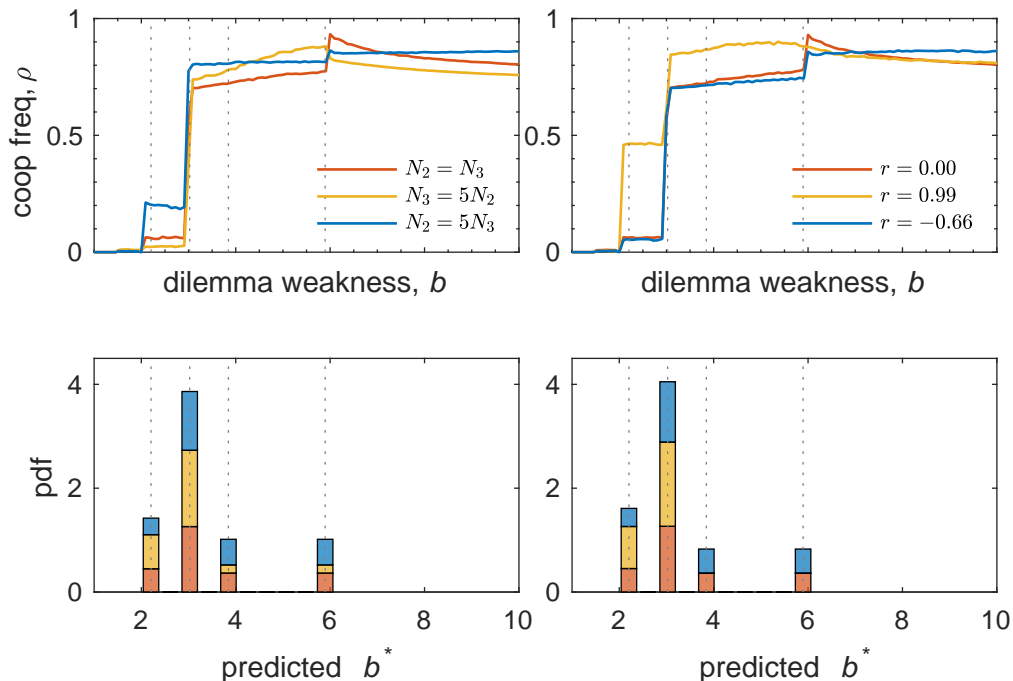 1
0.5
0
coop freq, ρ
N₂ = N₃
N₃ = 5N₂
N₂ = 5N₃
dilemma weakness, b
1
0.5
0
r = 0.00
r = 0.99
r = −0.66
dilemma weakness, b
4
2
0
pdf
2 4 6 8 10
predicted b*
4
2
0
2 4 6 8 10
predicted b*